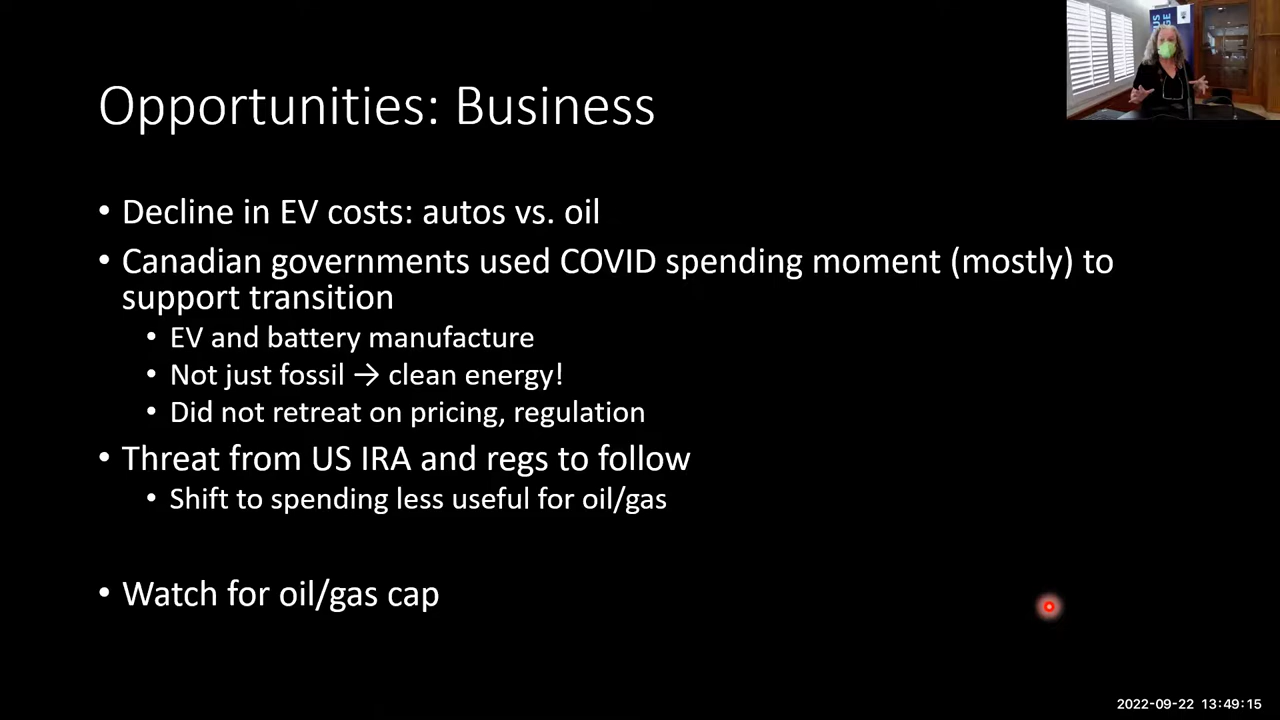 US
GE
Opportunities: Business
• Decline in EV costs: autos vs. oil
• Canadian governments used COVID spending moment (mostly) to
support transition
• EV and battery manufacture
• Not just fossil → clean energy!
• Did not retreat on pricing, regulation
• Threat from US IRA and regs to follow
• Shift to spending less useful for oil/gas
• Watch for oil/gas cap
2022-09-22 13:49:15